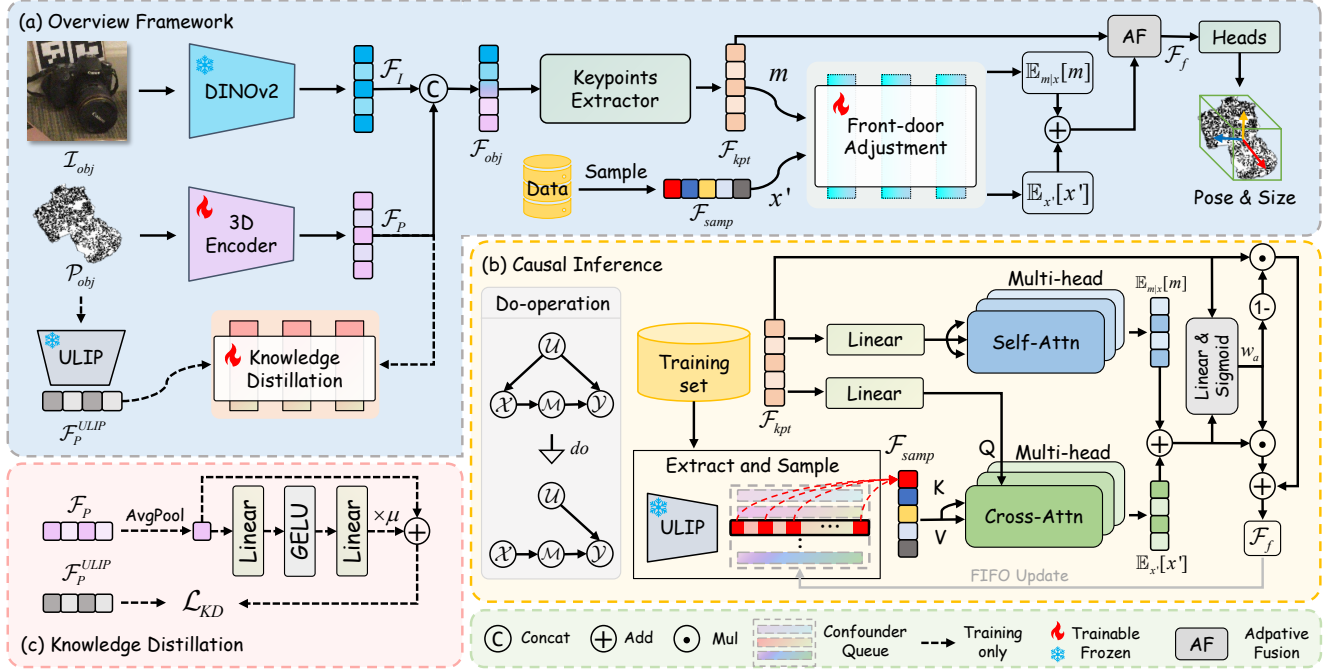 (a) Overview Framework
DINOv2
𝓕_I
C
𝓕_obj
Keypoints
Extractor
𝓕_kpt
m
Front-door
Adjustment
𝔼_{m|x}[m]
𝔼_{x'}[x']
AF
𝓕_f
Heads
Pose & Size
Canon
𝓘_obj
Data
Sample
𝓕_samp
x'
3D
Encoder
𝓕_P
𝓟_obj
ULIP
𝓕_P^{ULIP}
Knowledge
Distillation
(b) Causal Inference
Do-operation
𝓤
𝓧
𝓜
𝓨
do
𝓤
𝓧
𝓜
𝓨
Training
set
𝓕_kpt
Linear
Linear
Multi-head
Self-Attn
𝔼_{m|x}[m]
Linear &
Sigmoid
w_a
1-
Extract and Sample
ULIP
...
𝓕_samp
Q
K
V
Multi-head
Cross-Attn
𝔼_{x'}[x']
𝓕_f
FIFO Update
𝓕_P
AvgPool
Linear
GELU
Linear
×μ
𝓕_P^{ULIP}
𝓛_KD
(c) Knowledge Distillation
C Concat
Add
Mul
Confounder
Queue
Training
only
Trainable
Frozen
AF
Adpative
Fusion